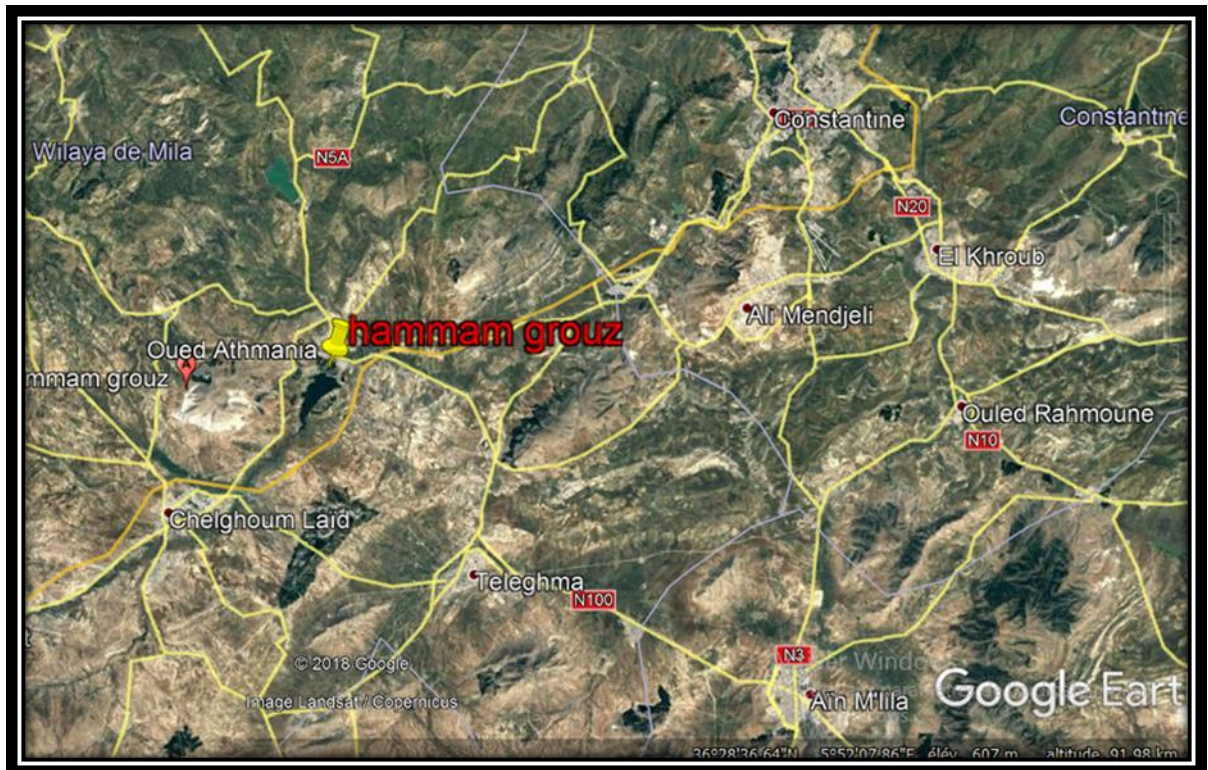 Constantine
Constantine
Wilaya de Mila
N5A
N20
El Khroub
Ali Mendjeli
hammam grouz
Oued Athmania
A
mmam grouz
Ouled Rahmoune
N10
Chelghoum Laïd
Teleghma
N100
N3
© 2018 Google
Image Landsat / Copernicus
Aïn M'lila
Google Eart
36°28'36.64"N 5°52'07.86"E élév. 607 m altitude 91.98 km